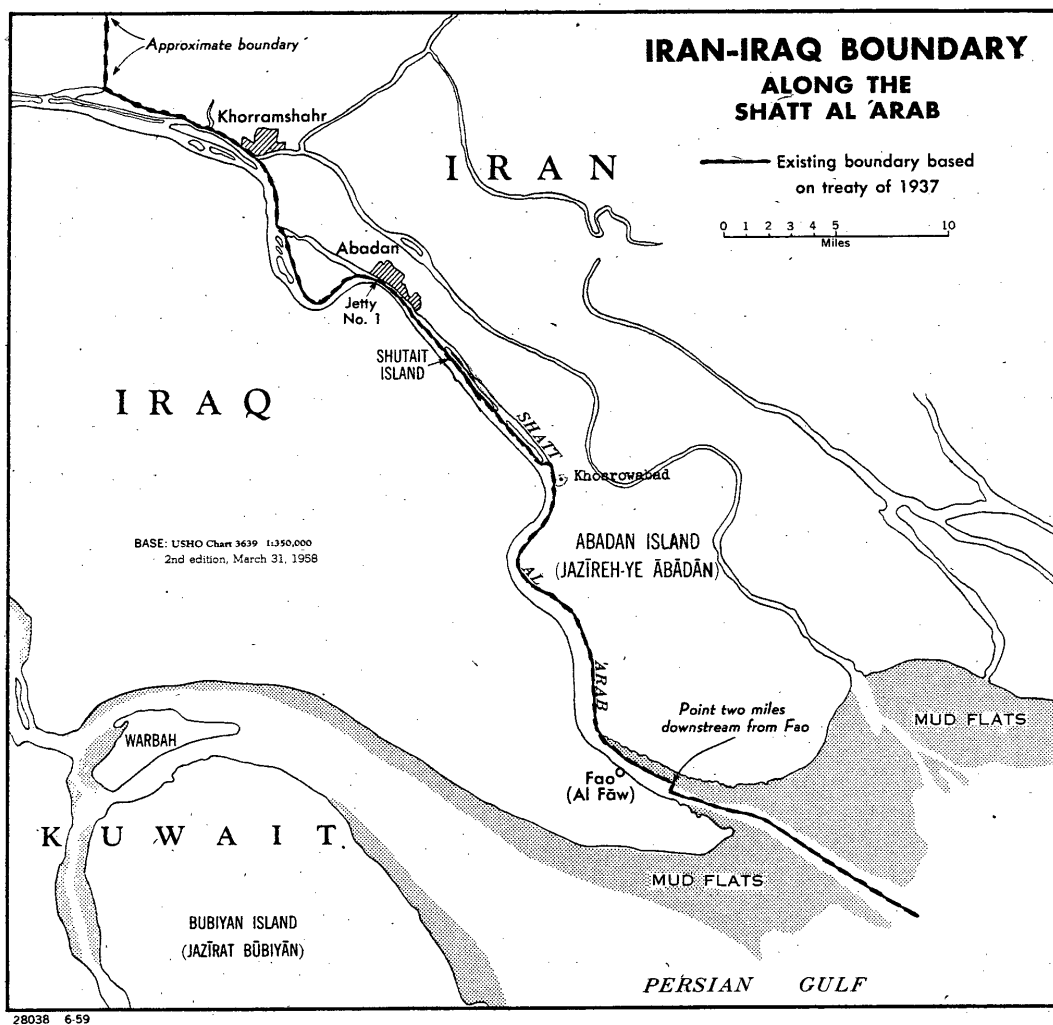 Approximate boundary
IRAN-IRAQ BOUNDARY
ALONG THE
SHATT AL 'ARAB
Existing boundary based
on treaty of 1937
0 1 2 3 4 5 10
Miles
Khorramshahr
IRAN
Abadan
Jetty
No. 1
SHUTAIT
ISLAND
IRAQ
SHATT
Khosrowabad
BASE: USHO Chart 3639 1:350,000
2nd edition, March 31, 1958
ABADAN ISLAND
(JAZĪREH-YE ĀBĀDĀN)
AL
'ARAB
Point two miles
downstream from Fao
MUD FLATS
WARBAH
Fao
(Al Fāw)
KUWAIT
MUD FLATS
BUBIYAN ISLAND
(JAZĪRAT BŪBIYĀN)
PERSIAN GULF
28038 6-59